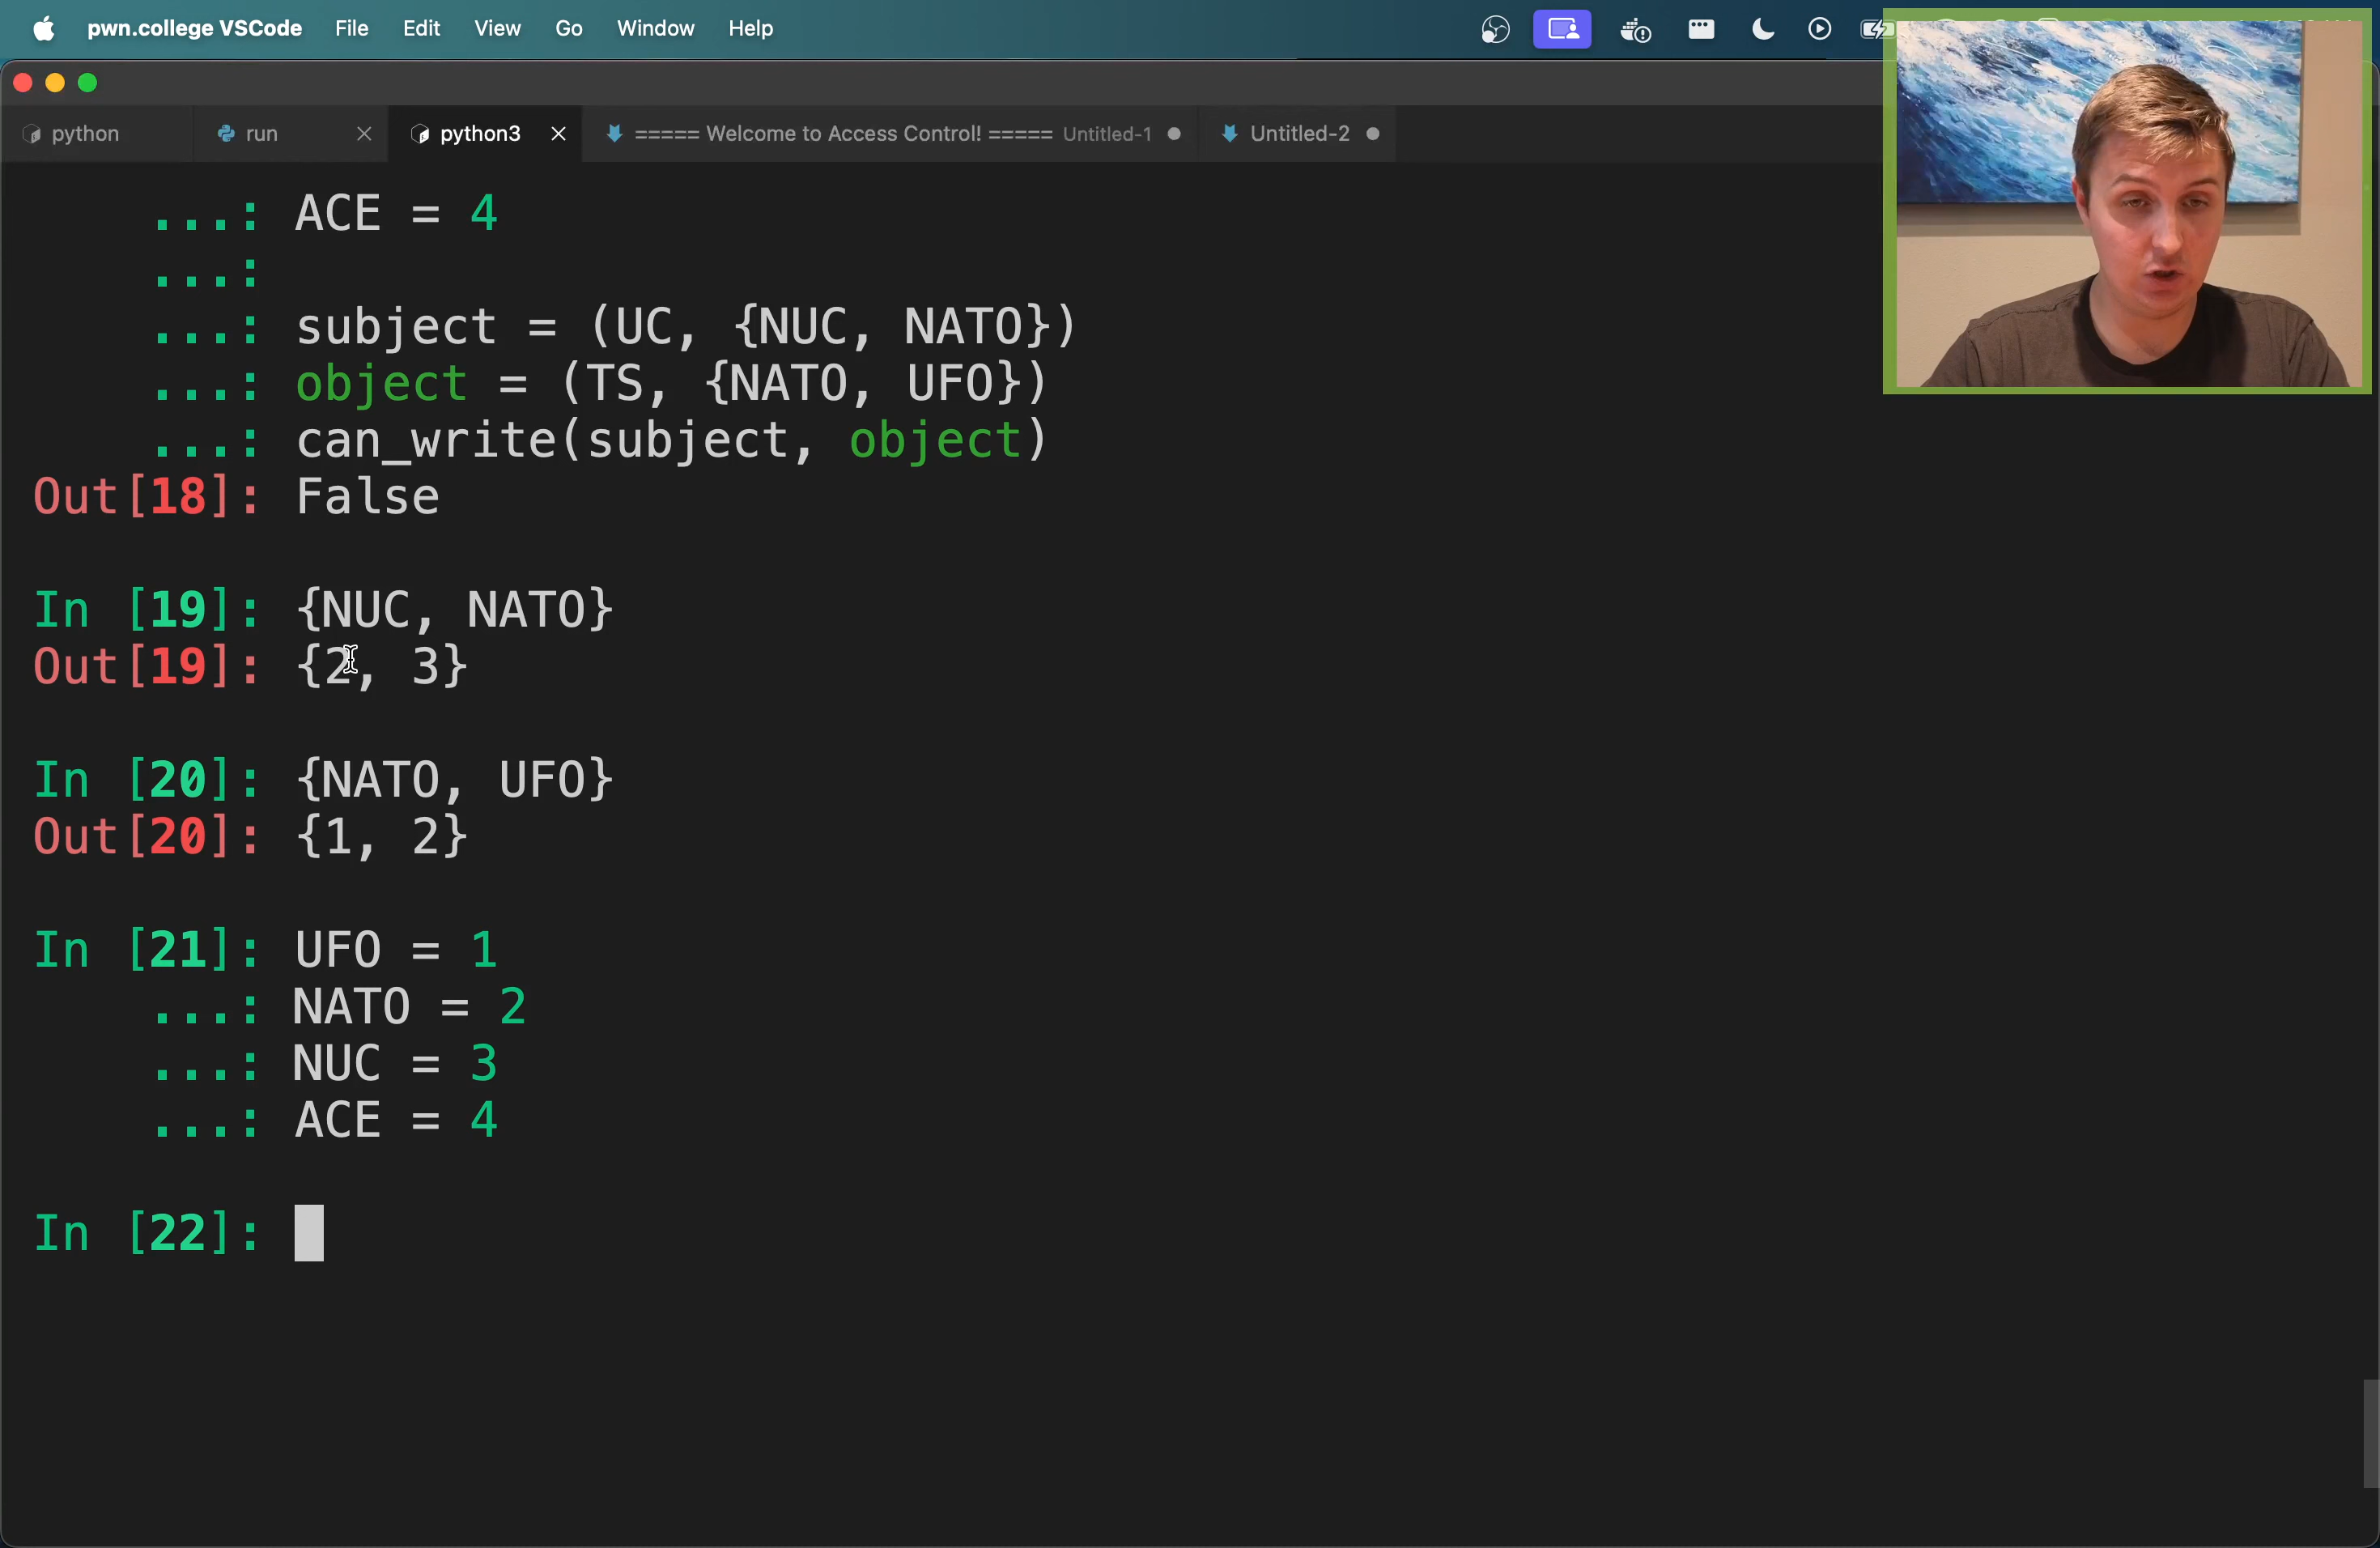 pwn.college VSCode File Edit View Go Window Help
python run python3 ===== Welcome to Access Control! ===== Untitled-1 Untitled-2
...: ACE = 4
...:
...: subject = (UC, {NUC, NATO})
...: object = (TS, {NATO, UFO})
...: can_write(subject, object)
Out[18]: False
In [19]: {NUC, NATO}
Out[19]: {2, 3}
In [20]: {NATO, UFO}
Out[20]: {1, 2}
In [21]: UFO = 1
...: NATO = 2
...: NUC = 3
...: ACE = 4
In [22]: